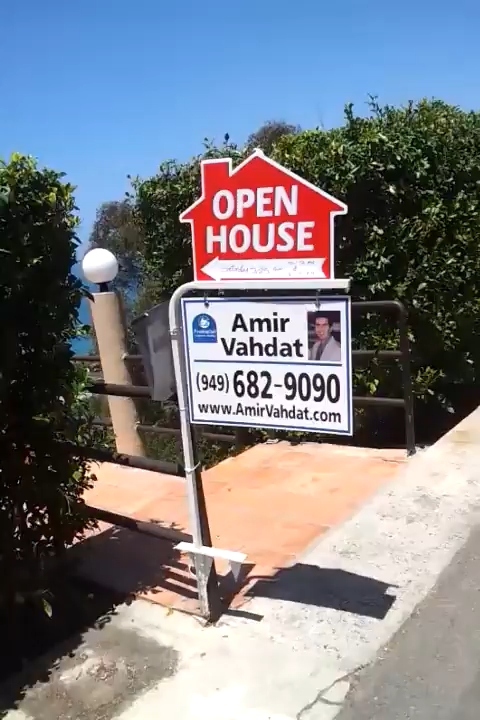 OPEN
HOUSE
Amir
Vahdat
(949) 682-9090
www.AmirVahdat.com